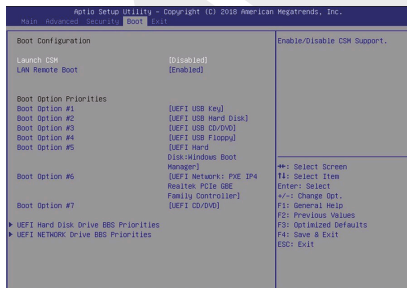 Aptio Setup Utility – Copyright (C) 2018 American Megatrends, Inc.
Main Advanced Security Boot Exit
Boot Configuration
Launch CSM [Disabled]
LAN Remote Boot [Enabled]
Boot Option Priorities
Boot Option #1 [UEFI USB Key]
Boot Option #2 [UEFI USB Hard Disk]
Boot Option #3 [UEFI USB CD/DVD]
Boot Option #4 [UEFI USB Floppy]
Boot Option #5 [UEFI Hard
Disk:Windows Boot
Manager]
Boot Option #6 [UEFI Network: PXE IP4
Realtek PCIe GBE
Family Controller]
Boot Option #7 [UEFI CD/DVD]
UEFI Hard Disk Drive BBS Priorities
UEFI NETWORK Drive BBS Priorities
Enable/Disable CSM Support.
: Select Screen
: Select Item
Enter: Select
+/-: Change Opt.
F1: General Help
F2: Previous Values
F3: Optimized Defaults
F4: Save & Exit
ESC: Exit